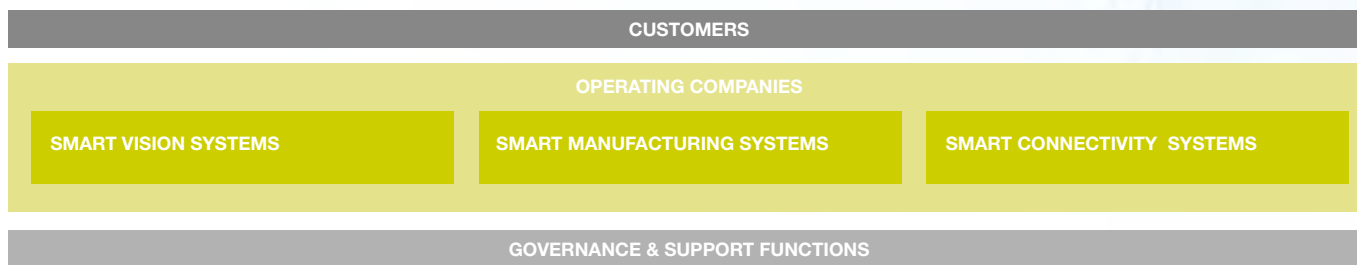 CUSTOMERS
OPERATING COMPANIES
SMART VISION SYSTEMS
SMART MANUFACTURING SYSTEMS
SMART CONNECTIVITY SYSTEMS
GOVERNANCE & SUPPORT FUNCTIONS